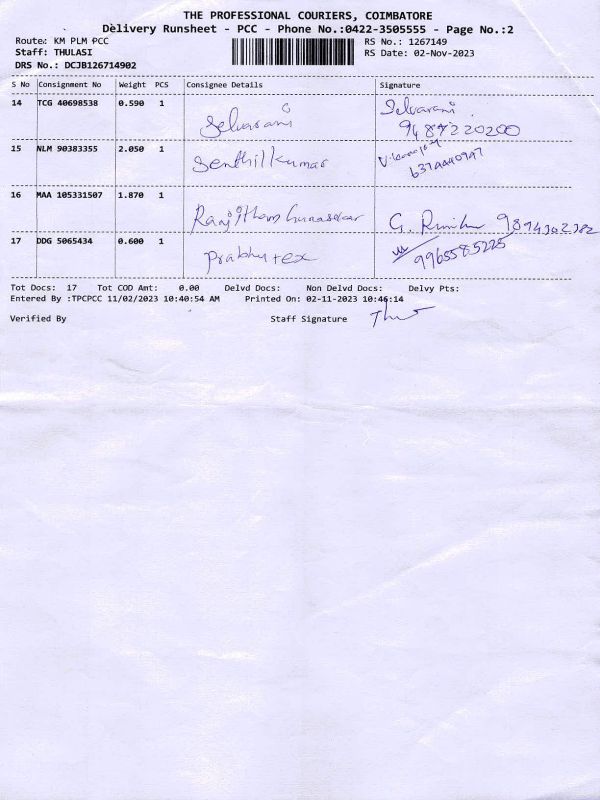 THE PROFESSIONAL COURIERS, COIMBATORE
Delivery Runsheet - PCC - Phone No.:0422-3505555 - Page No.:2
Route: KM PLM PCC RS No.: 1267149
Staff: THULASI RS Date: 02-Nov-2023
DRS No.: DCJB126714902
S No Consignment No Weight PCS Consignee Details Signature
14 TCG 40698538 0.590 1 Selvarani Selvarani
9487220200
15 NLM 90383355 2.050 1 Senthilkumar
16 MAA 105331507 1.870 1 G. 9894302382
17 DDG 5065434 0.600 1 Prabhu tex 9965585225
Tot Docs: 17 Tot COD Amt: 0.00 Delvd Docs: Non Delvd Docs: Delvy Pts:
Entered By :TPCPCC 11/02/2023 10:40:54 AM Printed On: 02-11-2023 10:46:14
Verified By Staff Signature